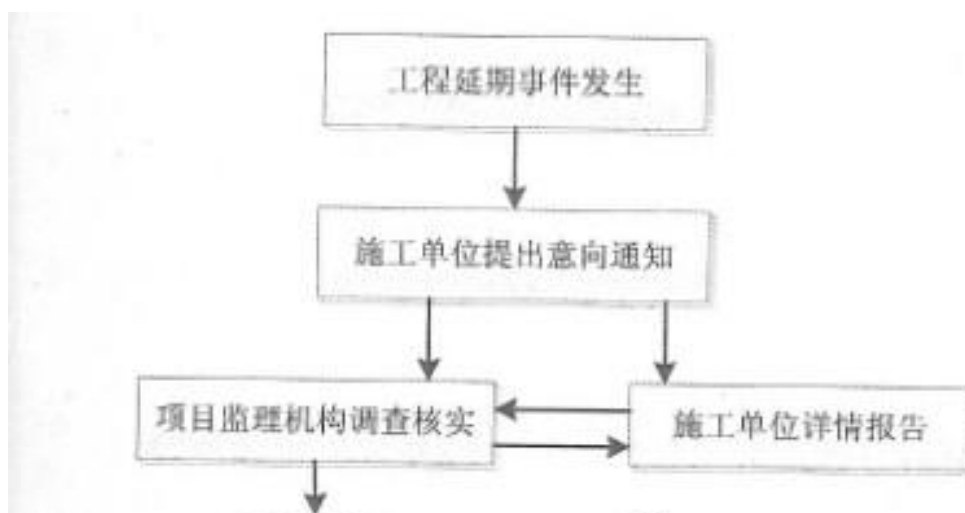 工程延期事件发生
施工单位提出意向通知
项目监理机构调查核实
施工单位详情报告